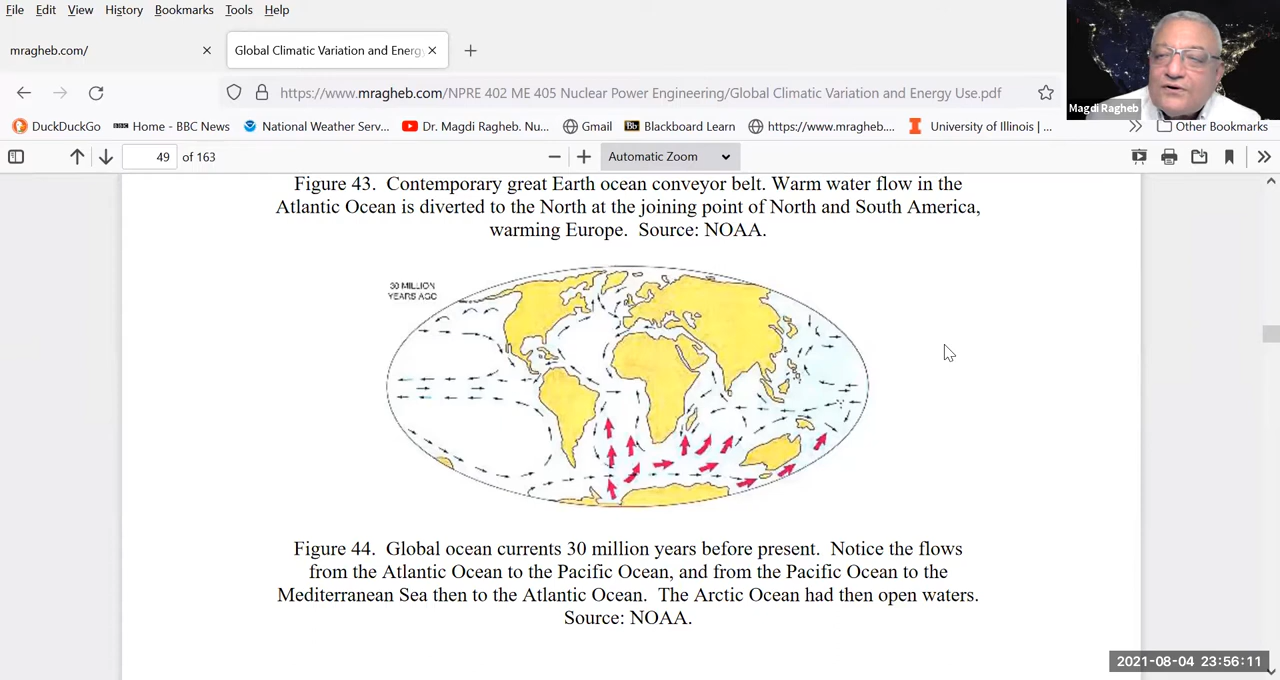 File Edit View History Bookmarks Tools Help
mragheb.com/
Global Climatic Variation and Energy
https://www.mragheb.com/NPRE 402 ME 405 Nuclear Power Engineering/Global Climatic Variation and Energy Use.pdf
Magdi Ragheb
DuckDuckGo
BBC Home - BBC News
National Weather Serv...
Dr. Magdi Ragheb. Nu...
Gmail
Bb Blackboard Learn
https://www.mragheb....
University of Illinois | ...
Other Bookmarks
49 of 163
Automatic Zoom
Figure 43. Contemporary great Earth ocean conveyor belt. Warm water flow in the
Atlantic Ocean is diverted to the North at the joining point of North and South America,
warming Europe. Source: NOAA.
30 MILLION
YEARS AGO
Figure 44. Global ocean currents 30 million years before present. Notice the flows
from the Atlantic Ocean to the Pacific Ocean, and from the Pacific Ocean to the
Mediterranean Sea then to the Atlantic Ocean. The Arctic Ocean had then open waters.
Source: NOAA.
2021-08-04 23:56:11